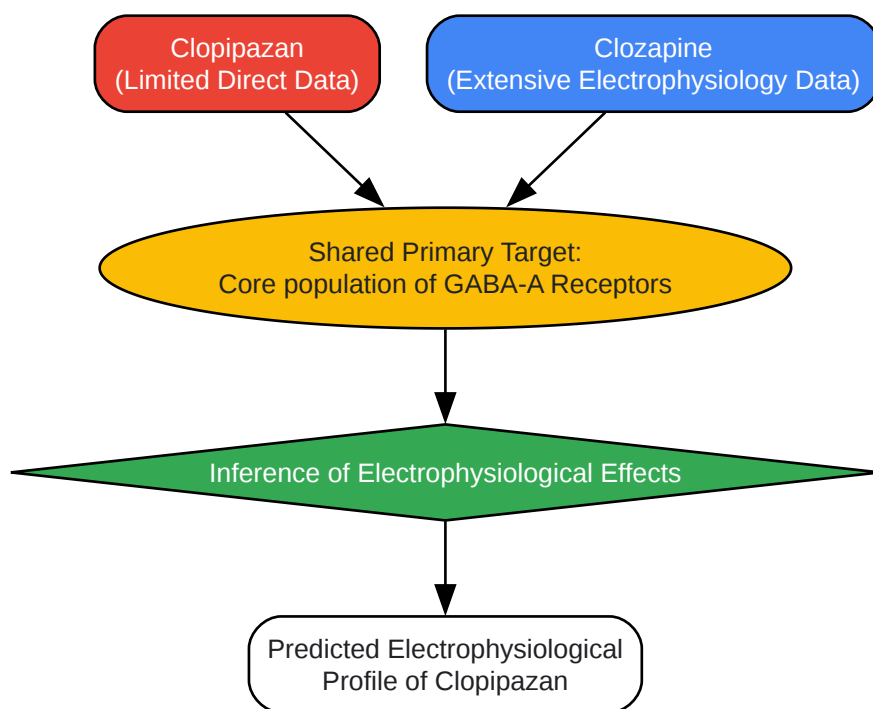 Clopipazan
(Limited Direct Data)
Clozapine
(Extensive Electrophysiology Data)
Shared Primary Target:
Core population of GABA-A Receptors
Inference of Electrophysiological Effects
Predicted Electrophysiological
Profile of Clopipazan